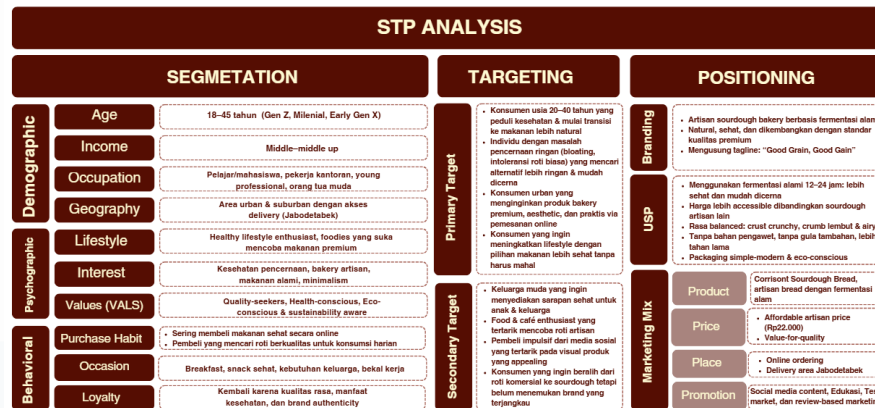 STP ANALYSIS
SEGMETATION
Demographic
Age
18–45 tahun (Gen Z, Milenial, Early Gen X)
Income
Middle–middle up
Occupation
Pelajar/mahasiswa, pekerja kantoran, young
professional, orang tua muda
Geography
Area urban & suburban dengan akses
delivery (Jabodetabek)
Psychographic
Lifestyle
Healthy lifestyle enthusiast, foodies yang suka
mencoba makanan premium
Interest
Kesehatan pencernaan, bakery artisan,
makanan alami, minimalism
Values (VALS)
Quality-seekers, Health-conscious, Eco-
conscious & sustainability aware
Behavioral
Purchase Habit
• Sering membeli makanan sehat secara online
• Pembeli yang mencari roti berkualitas untuk konsumsi harian
Occasion
Breakfast, snack sehat, kebutuhan keluarga, bekal kerja
Loyalty
Kembali karena kualitas rasa, manfaat
kesehatan, dan brand authenticity
TARGETING
Primary Target
• Konsumen usia 20–40 tahun yang
peduli kesehatan & mulai transisi
ke makanan lebih natural
• Individu dengan masalah
pencernaan ringan (bloating,
intoleransi roti biasa) yang mencari
alternatif lebih ringan & mudah
dicerna
• Konsumen urban yang
menginginkan produk bakery
premium, aesthetic, dan praktis via
pemesanan online
• Konsumen yang ingin
meningkatkan lifestyle dengan
pilihan makanan lebih sehat tanpa
harus mahal
Secondary Target
• Keluarga muda yang ingin
menyediakan sarapan sehat untuk
anak & keluarga
• Food & café enthusiast yang
tertarik mencoba roti artisan
• Pembeli impulsif dari media sosial
yang tertarik pada visual produk
yang appealing
• Konsumen yang ingin beralih dari
roti komersial ke sourdough tetapi
belum menemukan brand yang
terjangkau
POSITIONING
Branding
• Artisan sourdough bakery berbasis fermentasi alam
• Natural, sehat, dan dikembangkan dengan standar
kualitas premium
• Mengusung tagline: “Good Grain, Good Gain”
USP
• Menggunakan fermentasi alami 12–24 jam: lebih
sehat dan mudah dicerna
• Harga lebih accessible dibandingkan sourdough
artisan lain
• Rasa balanced: crust crunchy, crumb lembut & airy
• Tanpa bahan pengawet, tanpa gula tambahan, lebih
tahan lama
• Packaging simple-modern & eco-conscious
Marketing Mix
Product
Corrisont Sourdough Bread,
artisan bread dengan fermentasi
alam
Price
• Affordable artisan price
(Rp22.000)
• Value-for-quality
Place
• Online ordering
• Delivery area Jabodetabek
Promotion
Social media content, Edukasi, Tes
market, dan review-based marketin